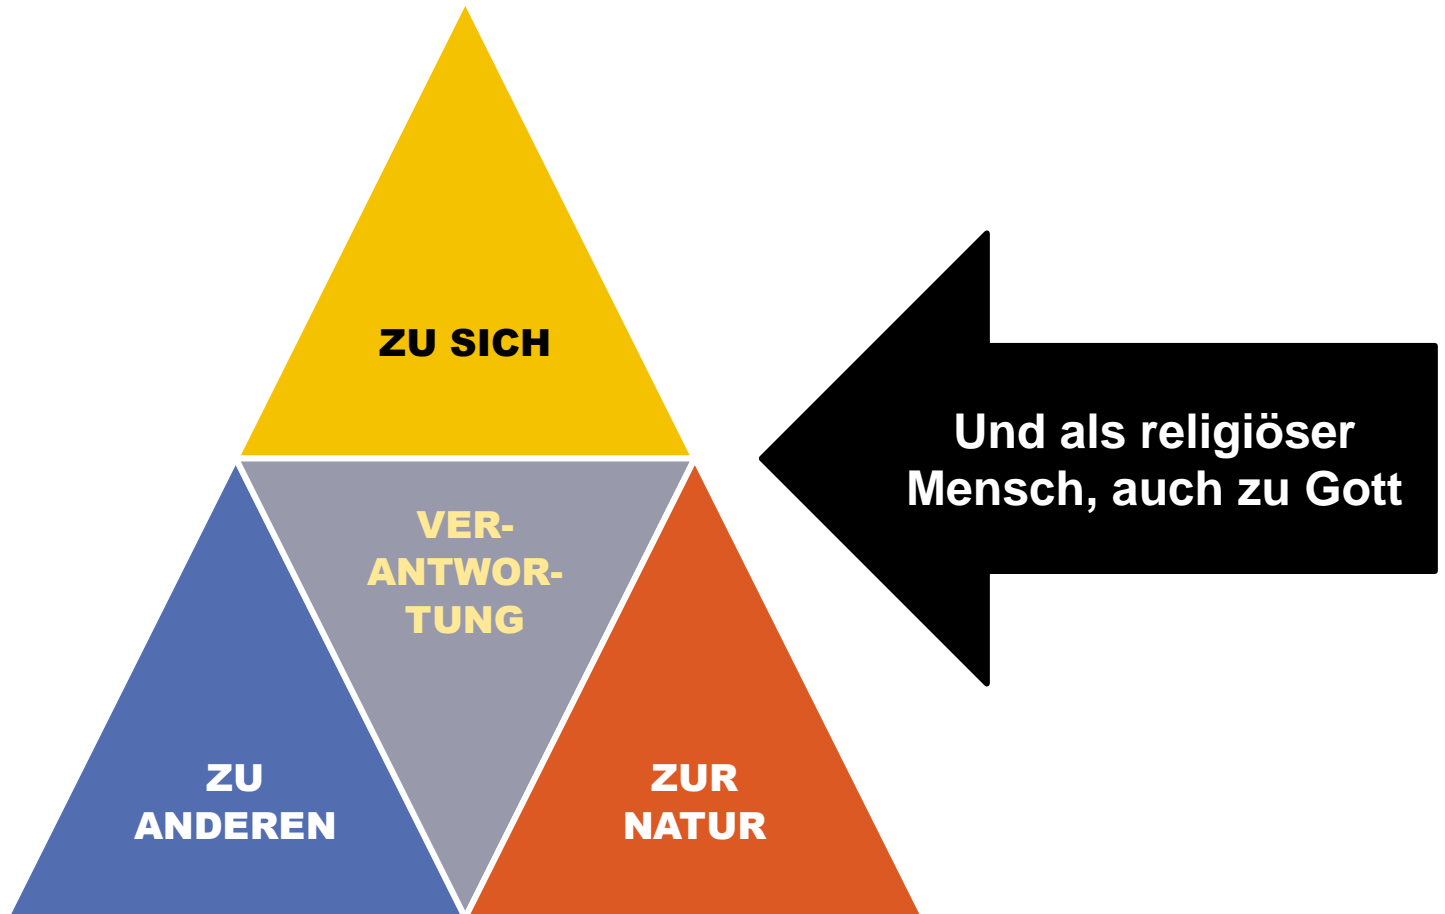 ZU SICH
Und als religiöser
Mensch, auch zu Gott
VER-
ANTWOR-
TUNG
ZU
ANDEREN
ZUR
NATUR